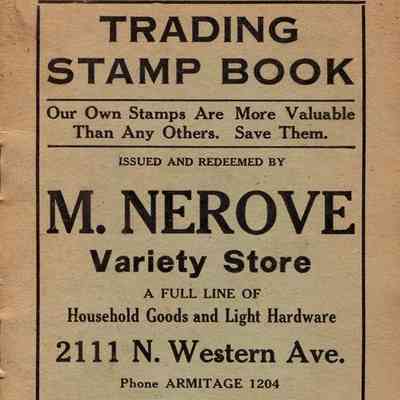 TRADING
STAMP BOOK
Our Own Stamps Are More Valuable
Than Any Others. Save Them.
ISSUED AND REDEEMED BY
M. NEROVE
Variety Store
A FULL LINE OF
Household Goods and Light Hardware
2111 N. Western Ave.
Phone ARMITAGE 1204